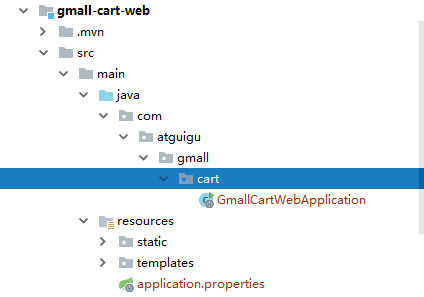 gmall-cart-web
.mvn
src
main
java
com
atguigu
gmall
cart
GmallCartWebApplication
resources
static
templates
application.properties